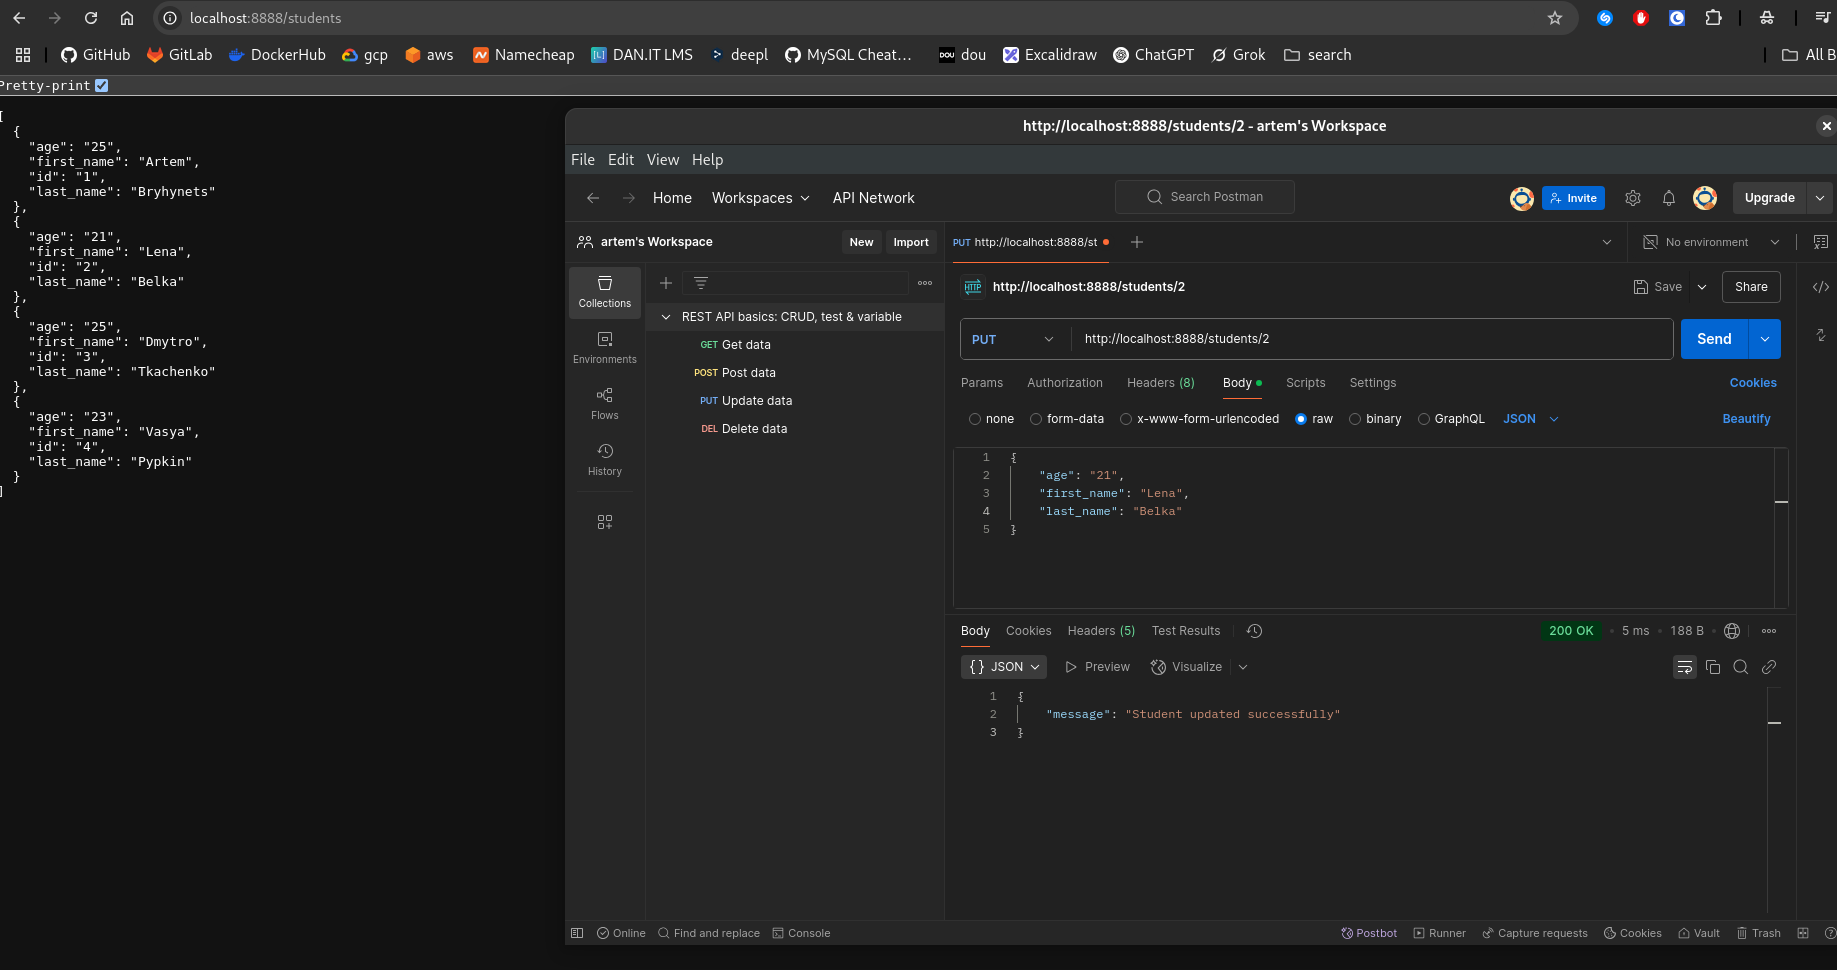 localhost:8888/students
GitHub GitLab DockerHub gcp aws Namecheap DAN.IT LMS deepl MySQL Cheat... dou Excalidraw ChatGPT Grok search All B
Pretty-print
[
  {
    "age": "25",
    "first_name": "Artem",
    "id": "1",
    "last_name": "Bryhynets"
  },
  {
    "age": "21",
    "first_name": "Lena",
    "id": "2",
    "last_name": "Belka"
  },
  {
    "age": "25",
    "first_name": "Dmytro",
    "id": "3",
    "last_name": "Tkachenko"
  },
  {
    "age": "23",
    "first_name": "Vasya",
    "id": "4",
    "last_name": "Pypkin"
  }
]
http://localhost:8888/students/2 - artem's Workspace
File Edit View Help
Home Workspaces API Network Search Postman Invite Upgrade
artem's Workspace New Import
PUT http://localhost:8888/st No environment
Collections
Environments
Flows
History
REST API basics: CRUD, test & variable
GET Get data
POST Post data
PUT Update data
DEL Delete data
HTTP http://localhost:8888/students/2 Save Share
PUT http://localhost:8888/students/2 Send
Params Authorization Headers (8) Body Scripts Settings Cookies
none form-data x-www-form-urlencoded raw binary GraphQL JSON Beautify
1 {
2 "age": "21",
3 "first_name": "Lena",
4 "last_name": "Belka"
5 }
Body Cookies Headers (5) Test Results 200 OK 5 ms 188 B
{} JSON Preview Visualize
1 {
2 "message": "Student updated successfully"
3 }
Online Find and replace Console Postbot Runner Capture requests Cookies Vault Trash